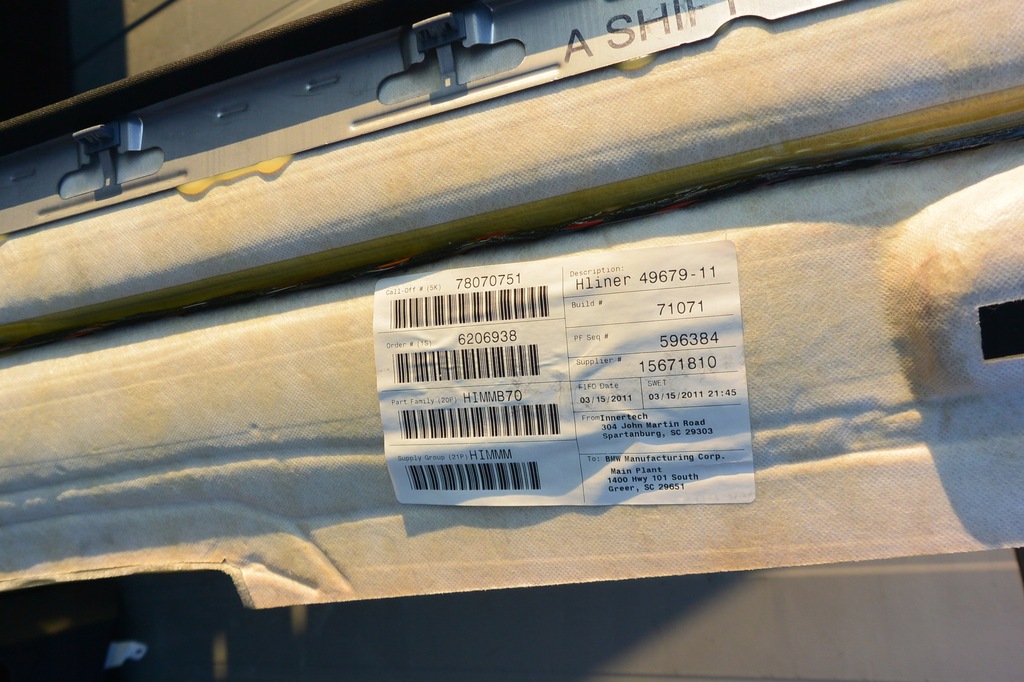 A SHIFT
Call-Off # (5K) 78070751
Order # (1S) 6206938
Part Family (20P) HIMMB70
Supply Group (21P) HIMMM
Description:
Hliner 49679-11
Build # 71071
PF Seq # 596384
Supplier # 15671810
FIFO Date
03/15/2011
SWET
03/15/2011 21:45
From Innertech
304 John Martin Road
Spartanburg, SC 29303
To: BMW Manufacturing Corp.
Main Plant
1400 Hwy 101 South
Greer, SC 29651